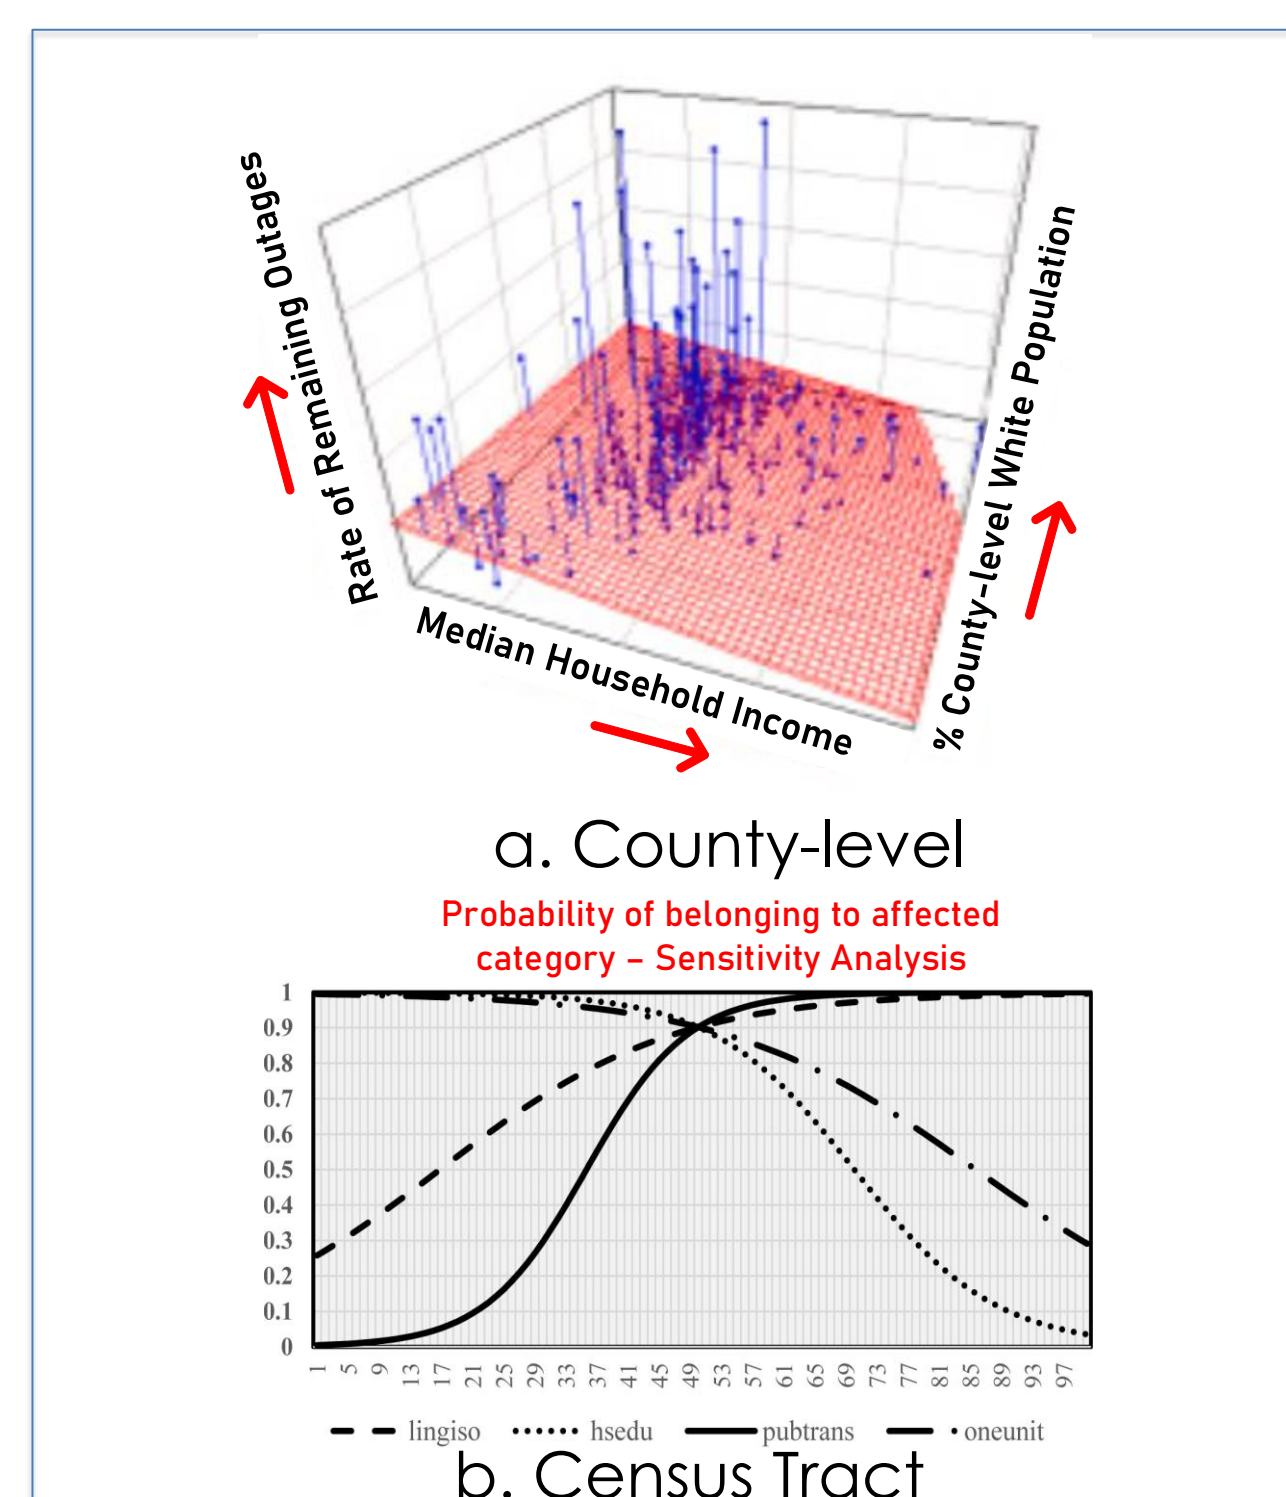 Rate of Remaining Outages
% County-level White Population
Median Household Income
a. County-level
Probability of belonging to affected
category – Sensitivity Analysis
1
0.9
0.8
0.7
0.6
0.5
0.4
0.3
0.2
0.1
0
1 5 9 13 17 21 25 29 33 37 41 45 49 53 57 61 65 69 73 77 81 85 89 93 97
lingiso hsedu pubtrans oneunit
b. Census Tract